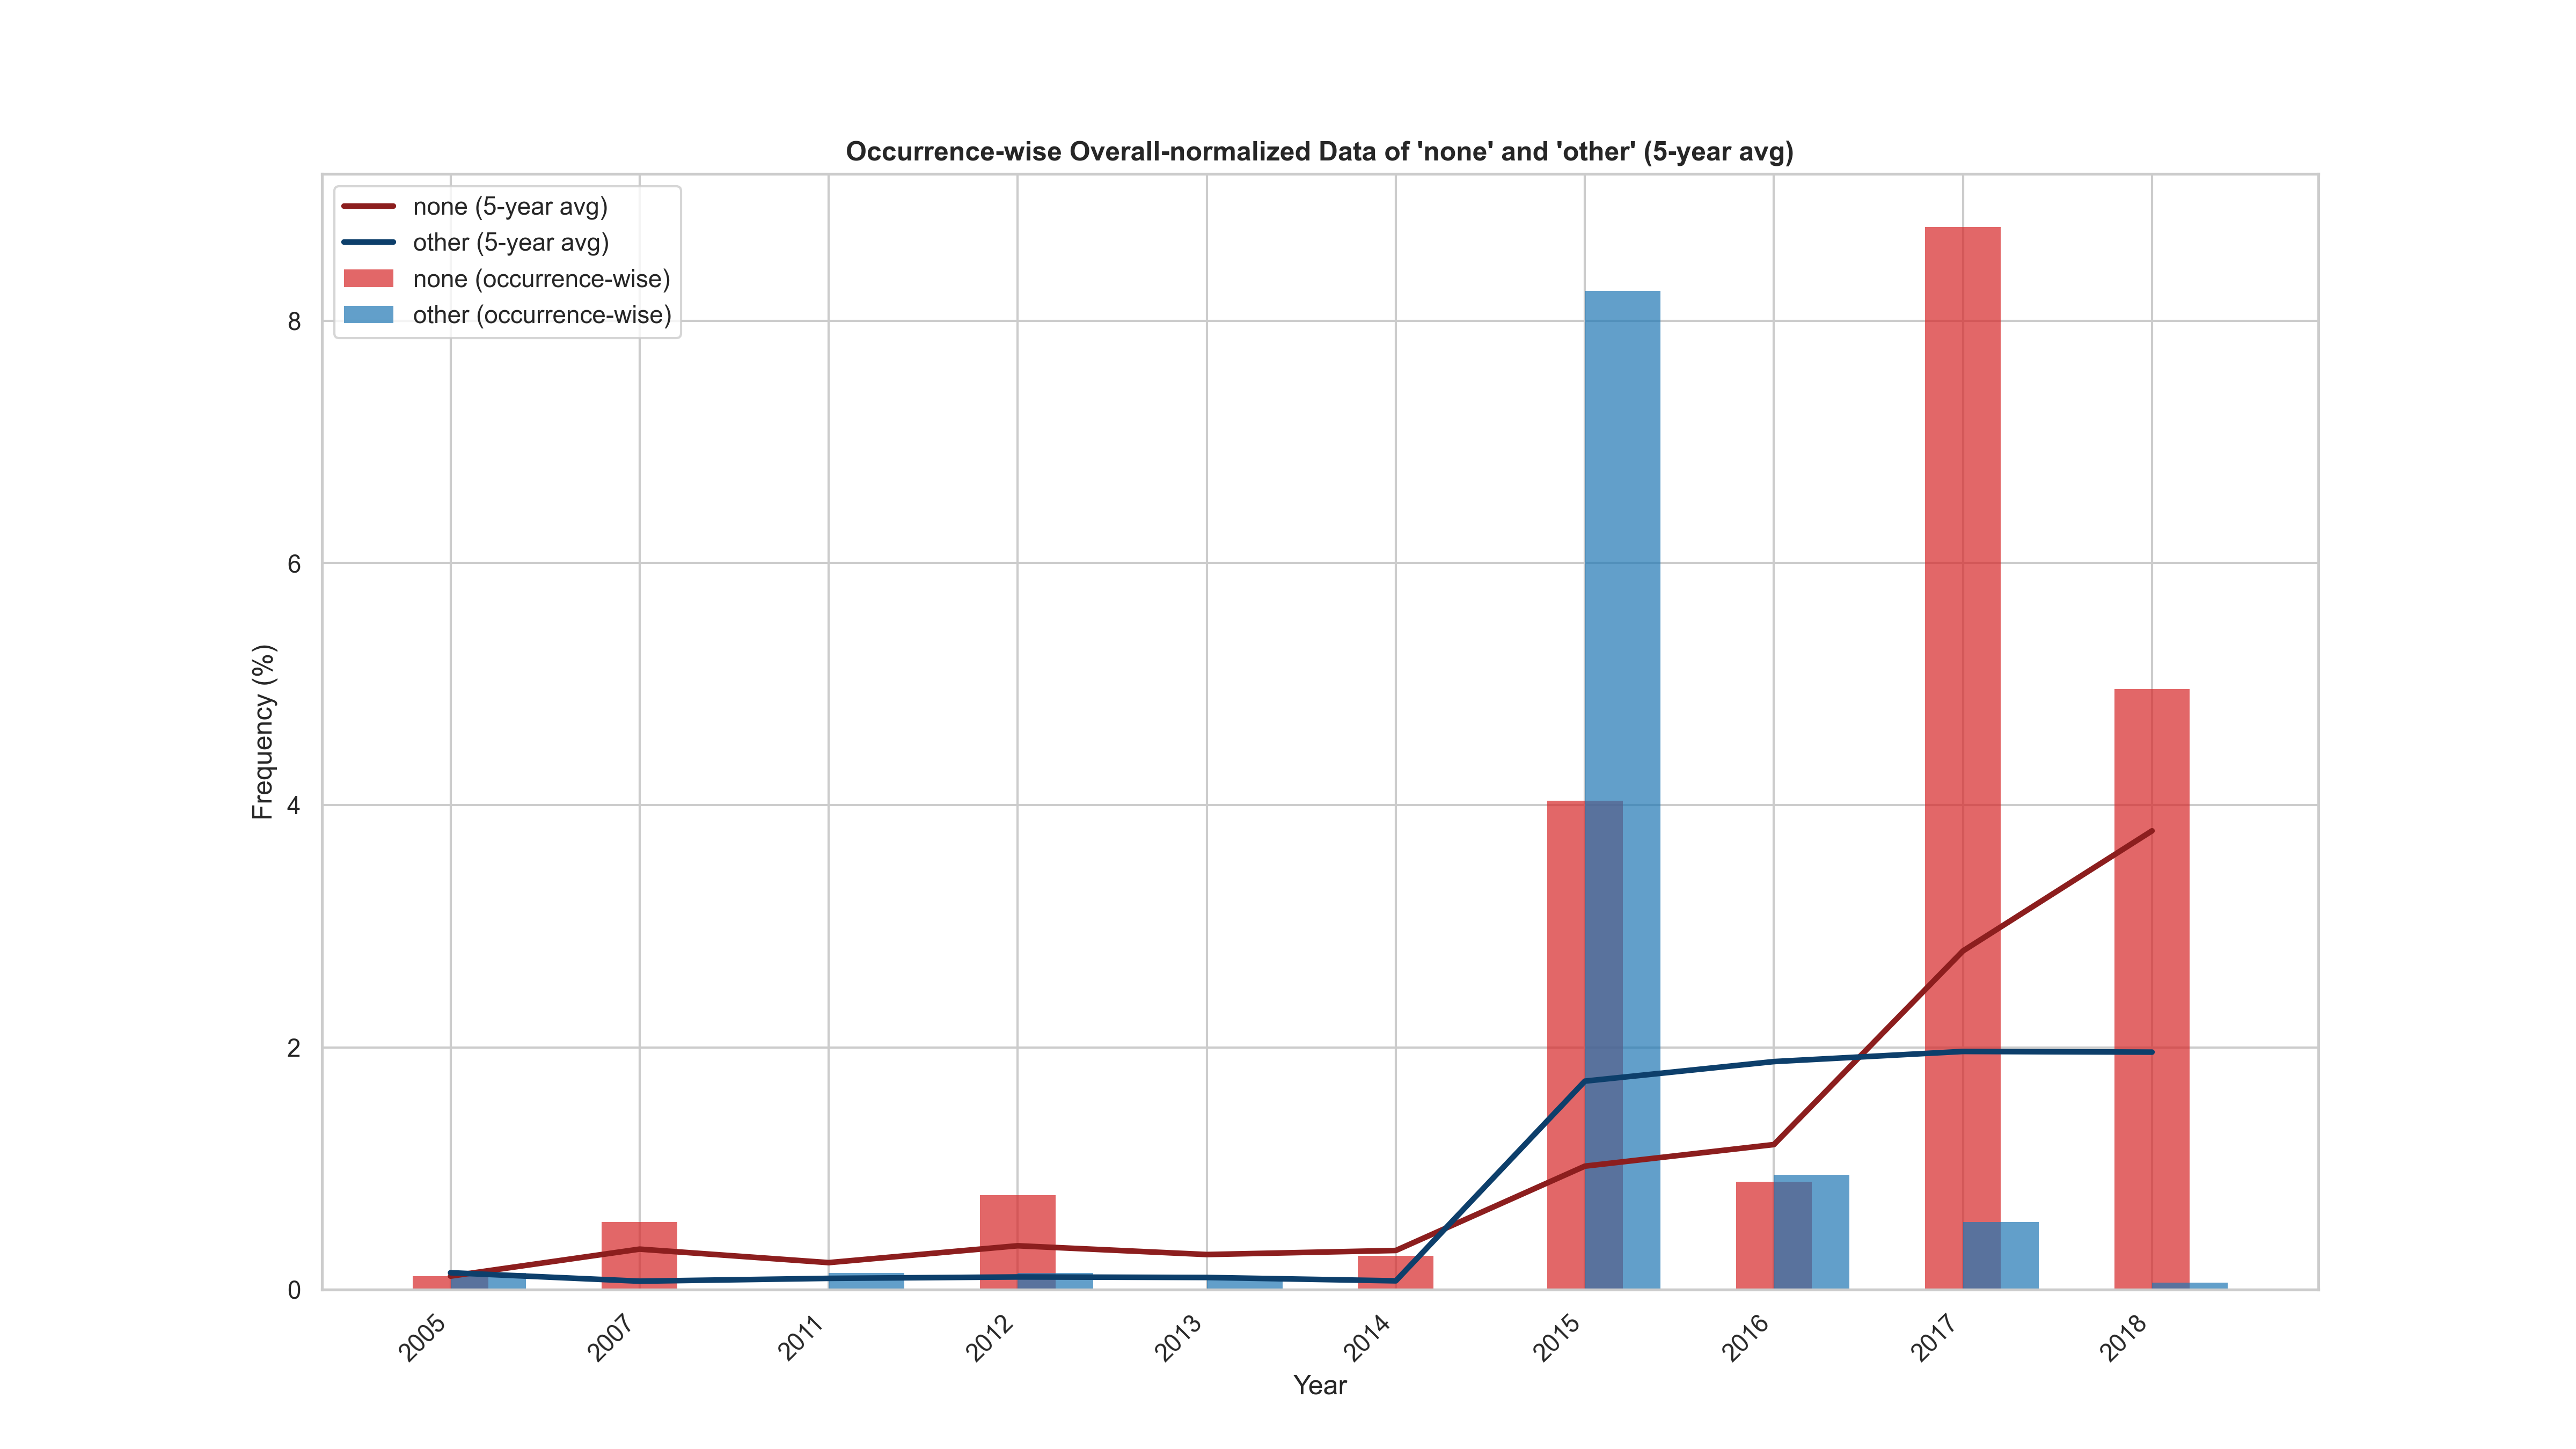 Occurrence-wise Overall-normalized Data of 'none' and 'other' (5-year avg)
none (5-year avg)
other (5-year avg)
none (occurrence-wise)
other (occurrence-wise)
8
6
4
2
0
Frequency (%)
2005
2007
2011
2012
2013
2014
2015
2016
2017
2018
Year